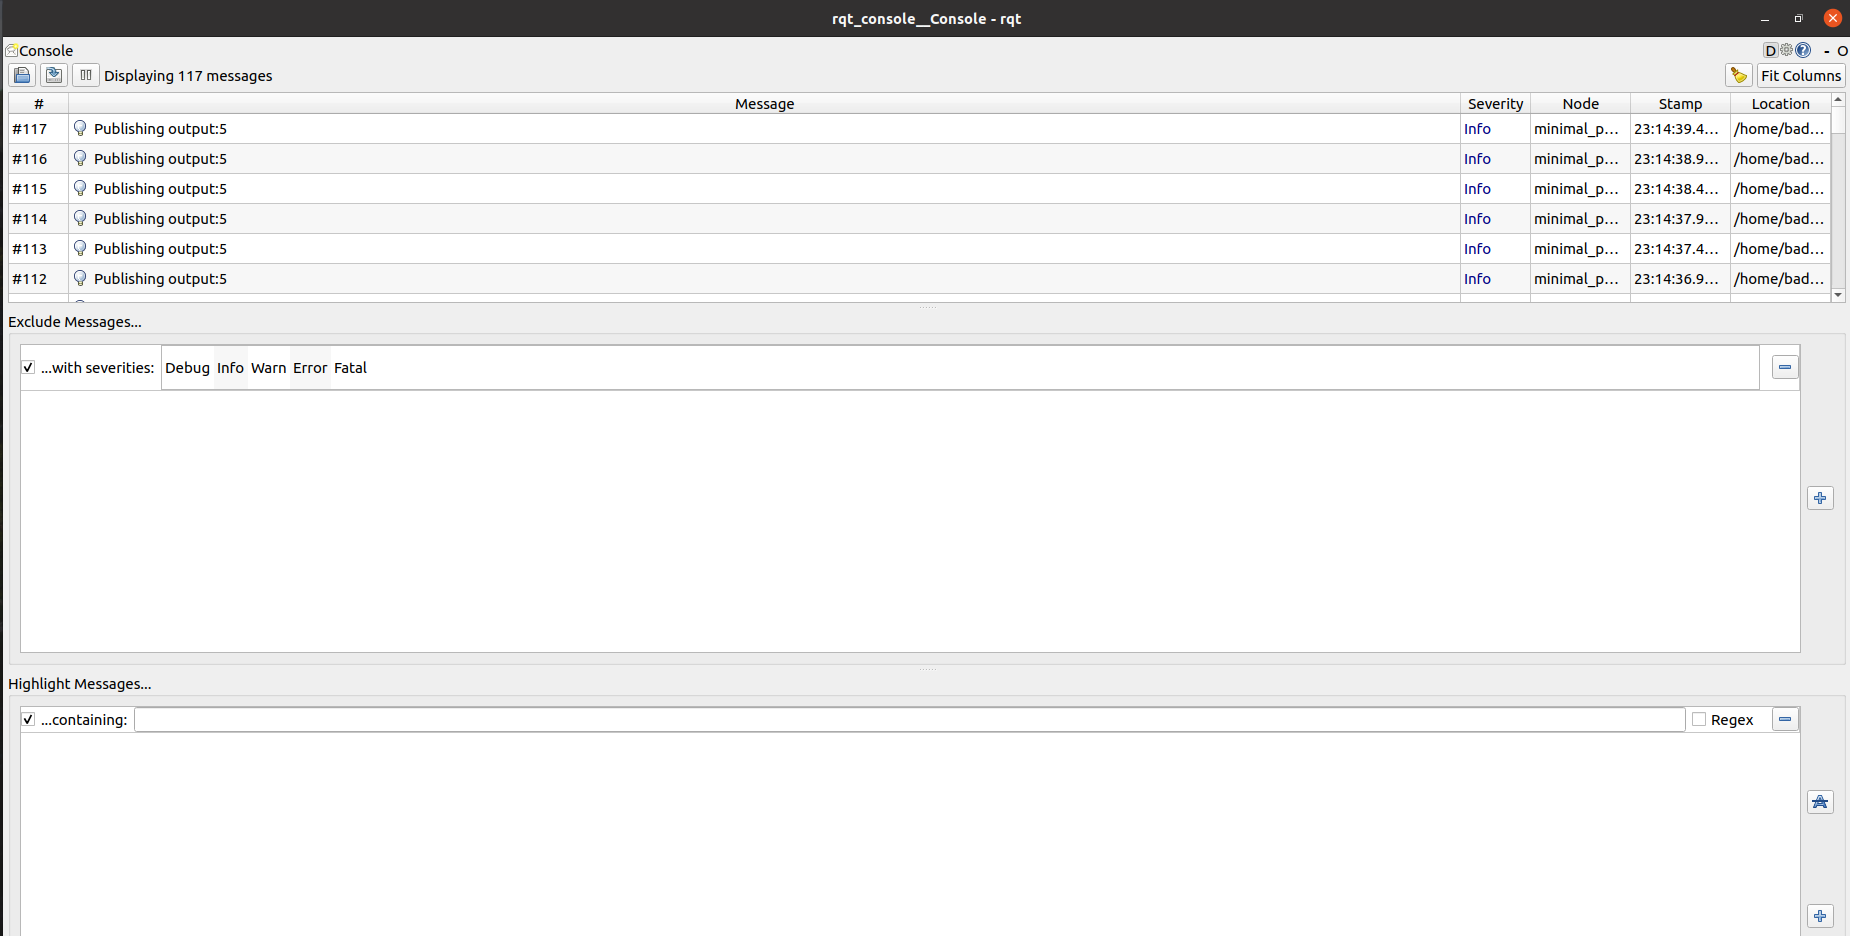 rqt_console__Console - rqt
Console D ? - O
Displaying 117 messages Fit Columns
# Message Severity Node Stamp Location
#117 Publishing output:5 Info minimal_p... 23:14:39.4... /home/bad...
#116 Publishing output:5 Info minimal_p... 23:14:38.9... /home/bad...
#115 Publishing output:5 Info minimal_p... 23:14:38.4... /home/bad...
#114 Publishing output:5 Info minimal_p... 23:14:37.9... /home/bad...
#113 Publishing output:5 Info minimal_p... 23:14:37.4... /home/bad...
#112 Publishing output:5 Info minimal_p... 23:14:36.9... /home/bad...
Exclude Messages...
...with severities: Debug Info Warn Error Fatal
Highlight Messages...
...containing: Regex